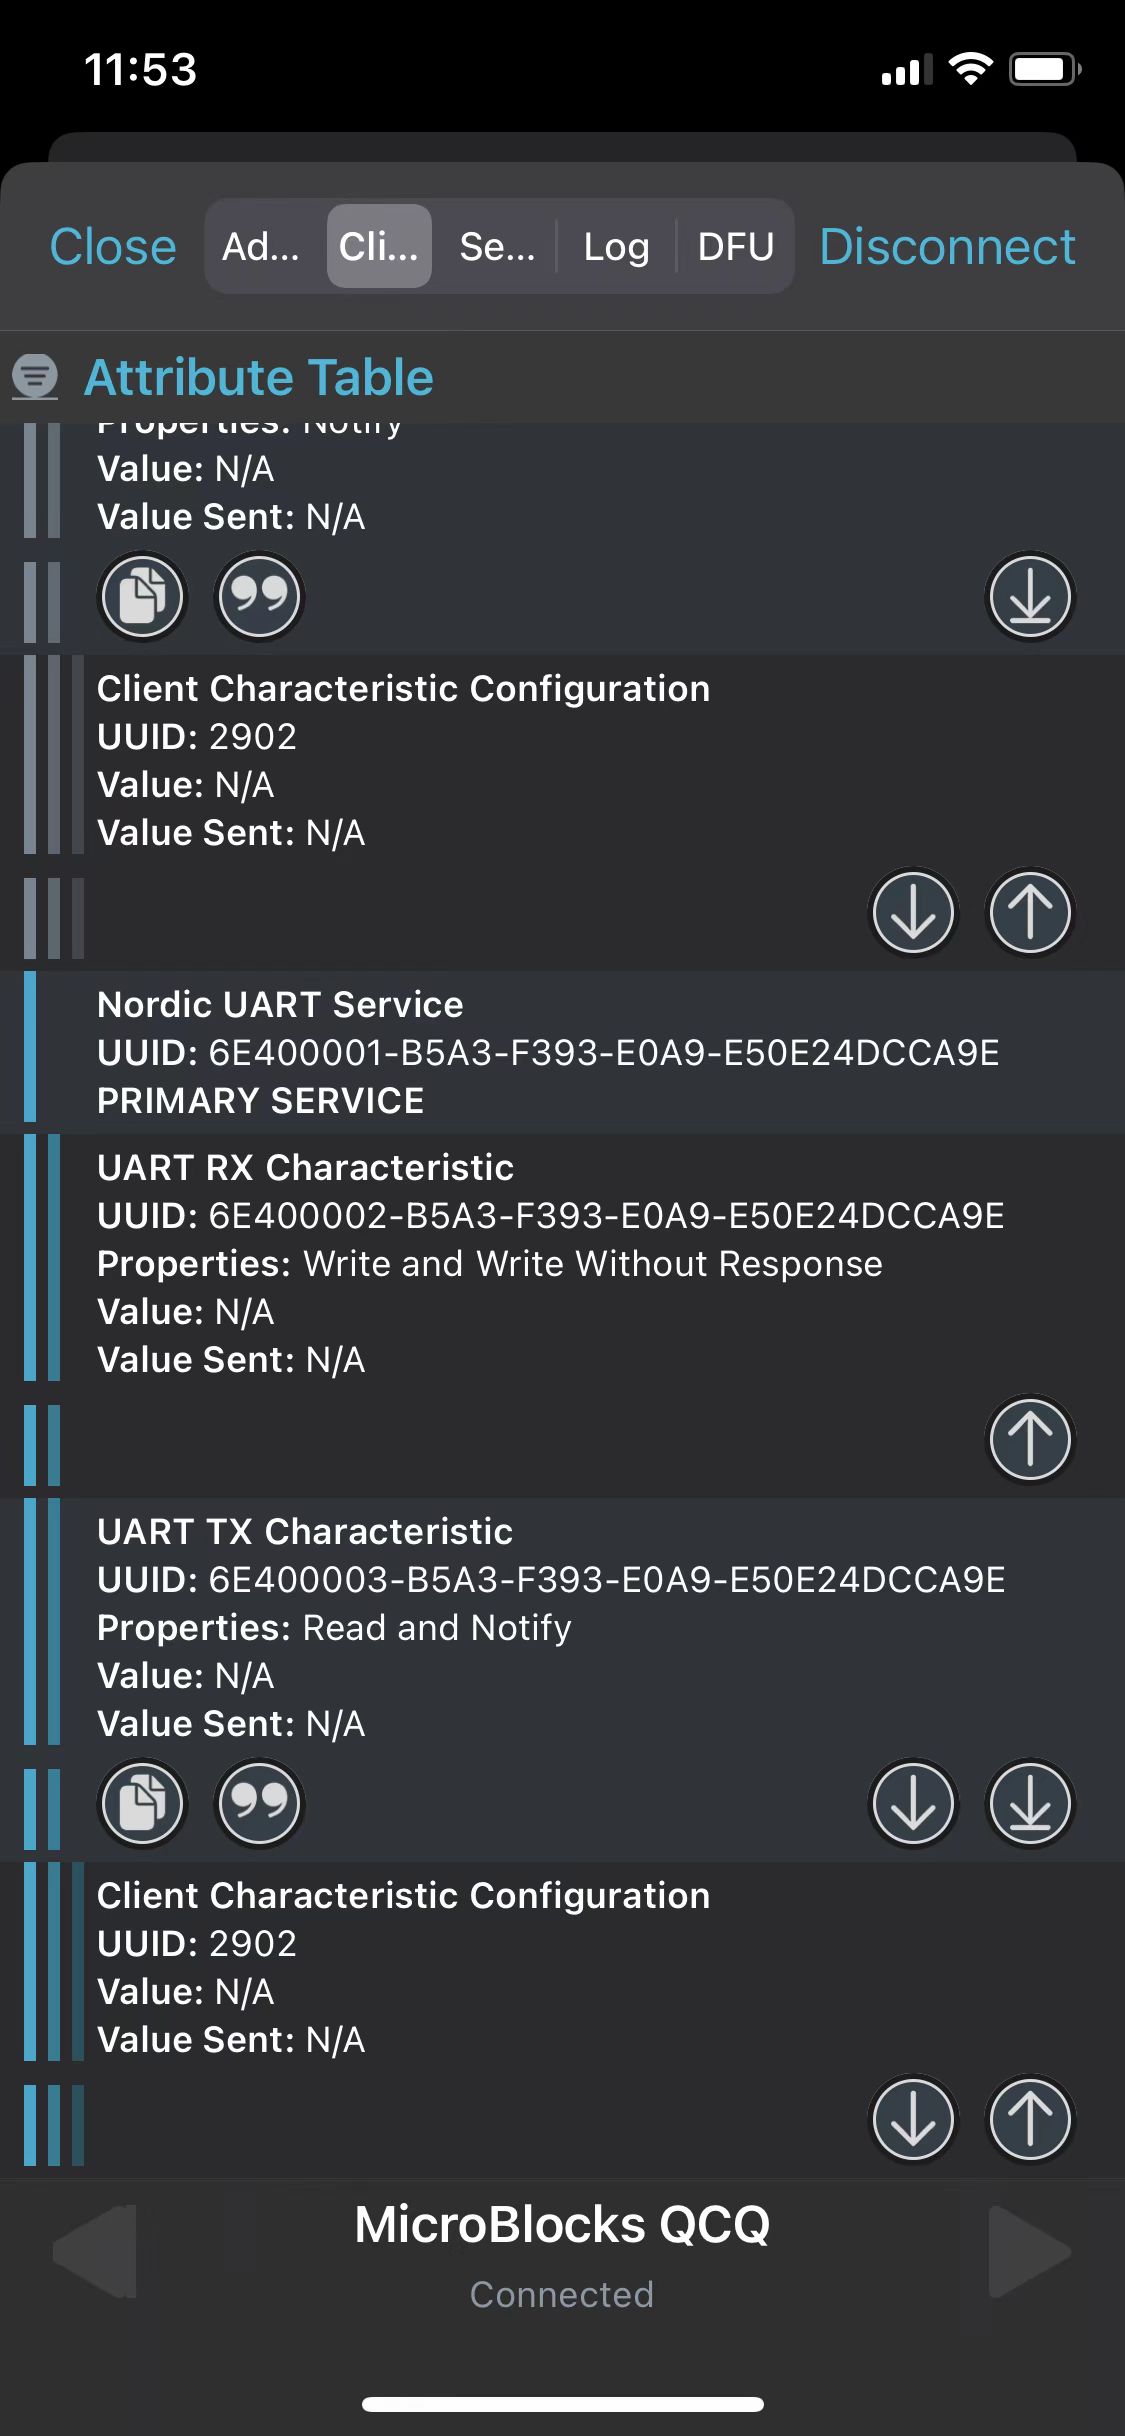 11:53
Close Ad... Cli... Se... Log DFU Disconnect
Attribute Table
Properties: Notify
Value: N/A
Value Sent: N/A
Client Characteristic Configuration
UUID: 2902
Value: N/A
Value Sent: N/A
Nordic UART Service
UUID: 6E400001-B5A3-F393-E0A9-E50E24DCCA9E
PRIMARY SERVICE
UART RX Characteristic
UUID: 6E400002-B5A3-F393-E0A9-E50E24DCCA9E
Properties: Write and Write Without Response
Value: N/A
Value Sent: N/A
UART TX Characteristic
UUID: 6E400003-B5A3-F393-E0A9-E50E24DCCA9E
Properties: Read and Notify
Value: N/A
Value Sent: N/A
Client Characteristic Configuration
UUID: 2902
Value: N/A
Value Sent: N/A
MicroBlocks QCQ
Connected